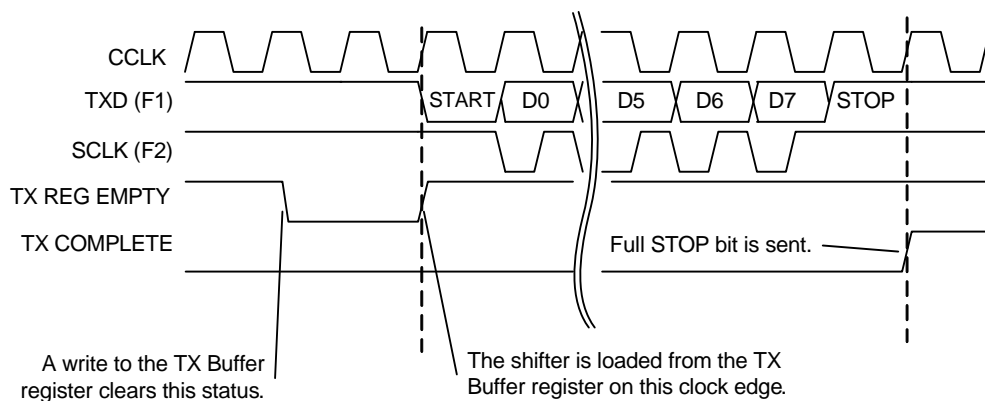 CCLK
TXD (F1)
START D0 D5 D6 D7 STOP
SCLK (F2)
TX REG EMPTY
TX COMPLETE
Full STOP bit is sent.
A write to the TX Buffer
register clears this status.
The shifter is loaded from the TX
Buffer register on this clock edge.